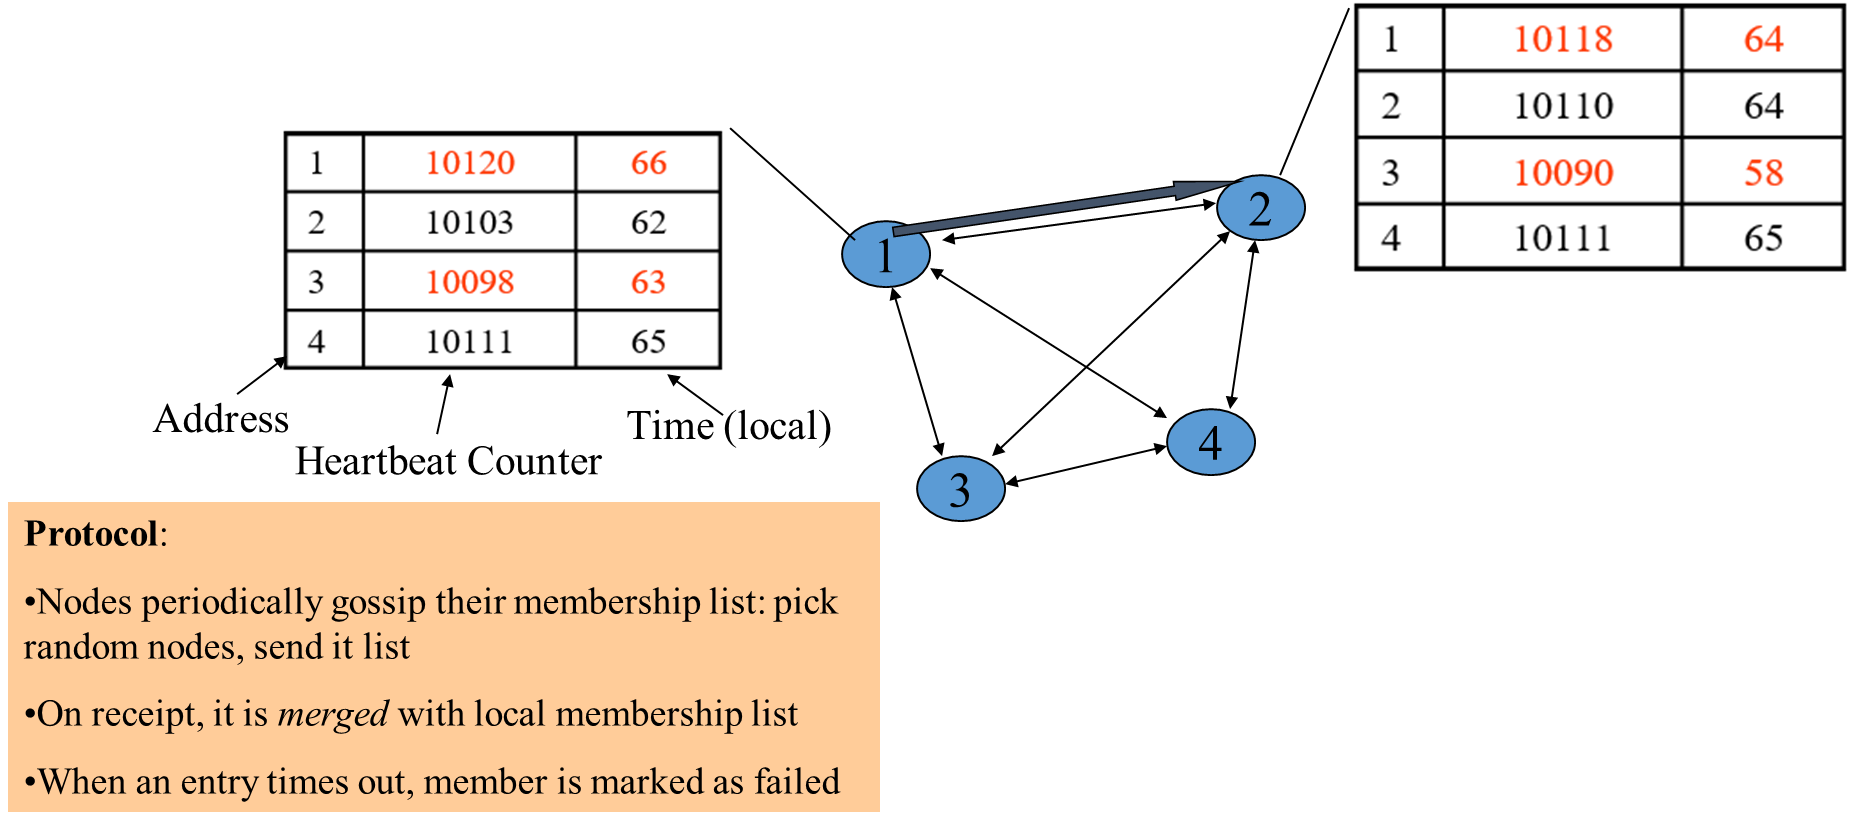 1 10120 66
2 10103 62
3 10098 63
4 10111 65
Address
Heartbeat Counter
Time (local)
1 10118 64
2 10110 64
3 10090 58
4 10111 65
1
2
3
4
Protocol:
•Nodes periodically gossip their membership list: pick
random nodes, send it list
•On receipt, it is merged with local membership list
•When an entry times out, member is marked as failed